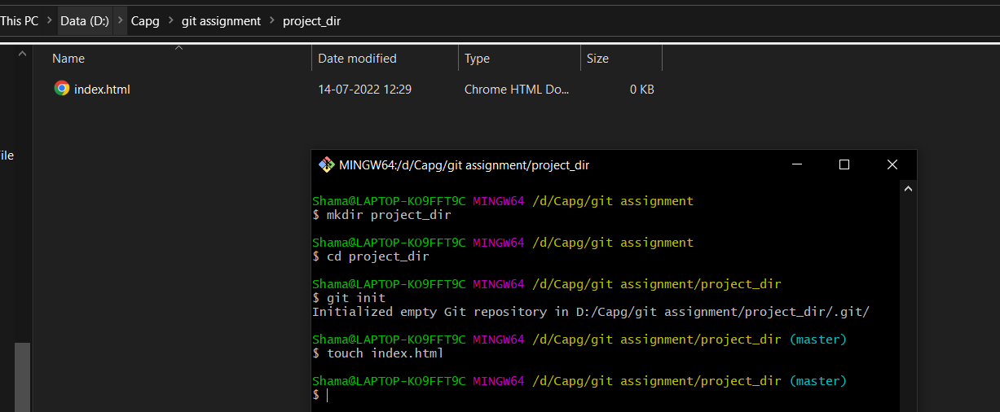 This PC > Data (D:) > Capg > git assignment > project_dir
Name Date modified Type Size
index.html 14-07-2022 12:29 Chrome HTML Do... 0 KB
MINGW64:/d/Capg/git assignment/project_dir
Shama@LAPTOP-KO9FFT9C MINGW64 /d/Capg/git assignment
$ mkdir project_dir
Shama@LAPTOP-KO9FFT9C MINGW64 /d/Capg/git assignment
$ cd project_dir
Shama@LAPTOP-KO9FFT9C MINGW64 /d/Capg/git assignment/project_dir
$ git init
Initialized empty Git repository in D:/Capg/git assignment/project_dir/.git/
Shama@LAPTOP-KO9FFT9C MINGW64 /d/Capg/git assignment/project_dir (master)
$ touch index.html
Shama@LAPTOP-KO9FFT9C MINGW64 /d/Capg/git assignment/project_dir (master)
$